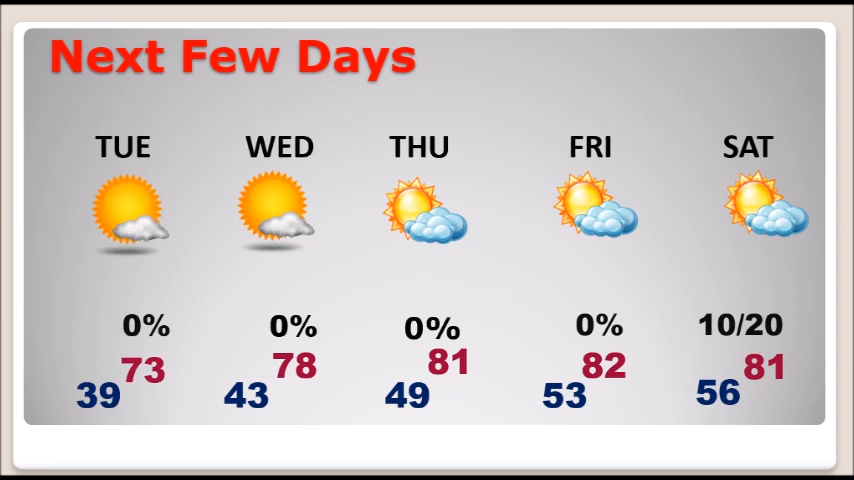 Next Few Days
TUE WED THU FRI SAT
0% 0% 0% 0% 10/20
73 78 81 82 81
39 43 49 53 56